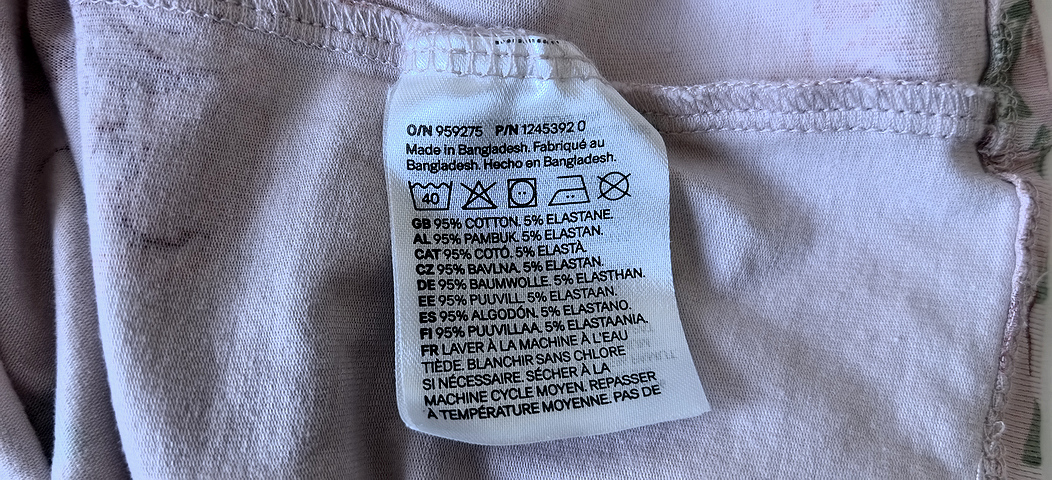 O/N 959275 P/N 1245392 0
Made in Bangladesh. Fabriqué au
Bangladesh. Hecho en Bangladesh.
40
GB 95% COTTON. 5% ELASTANE.
AL 95% PAMBUK. 5% ELASTAN.
CAT 95% COTÓ. 5% ELASTÀ.
CZ 95% BAVLNA. 5% ELASTAN.
DE 95% BAUMWOLLE. 5% ELASTHAN.
EE 95% PUUVILL. 5% ELASTAAN.
ES 95% ALGODÓN. 5% ELASTANO.
FI 95% PUUVILLAA. 5% ELASTAANIA.
FR LAVER À LA MACHINE À L'EAU
TIÈDE. BLANCHIR SANS CHLORE
SI NÉCESSAIRE. SÉCHER À LA
MACHINE CYCLE MOYEN. REPASSER
À TEMPÉRATURE MOYENNE. PAS DE